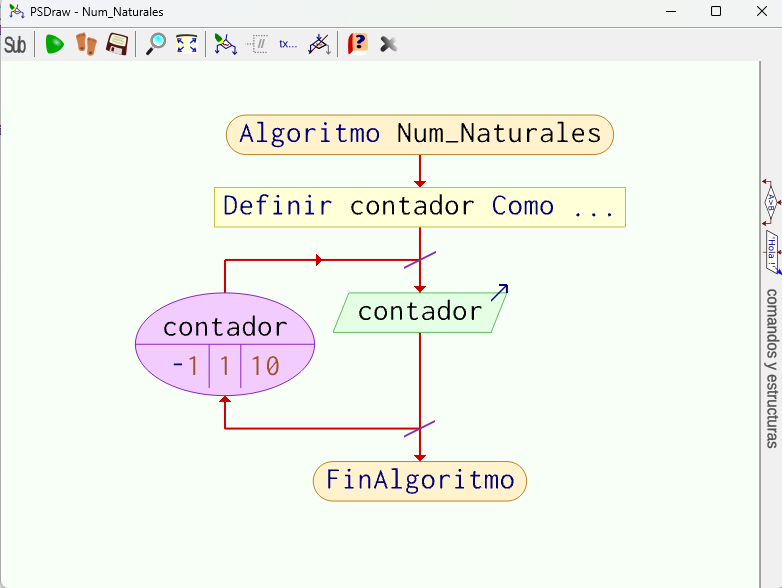 PSDraw - Num_Naturales
Sub
tx...
?
Algoritmo Num_Naturales
Definir contador Como ...
contador
contador
-1 1 10
FinAlgoritmo
A>B
'Hola !'
comandos y estructuras